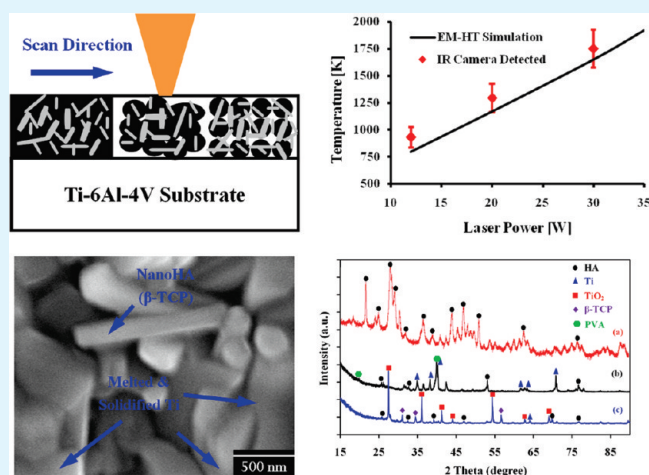 Scan Direction
Ti-6Al-4V Substrate
2000
1750
1500
1250
1000
750
500
10 15 20 25 30 35
Temperature [K]
Laser Power [W]
EM-HT Simulation
IR Camera Detected
NanoHA
(β-TCP)
Melted &
Solidified Ti
500 nm
Intensity (a.u.)
HA
Ti
TiO₂
β-TCP
PVA
(a)
(b)
(c)
15 20 25 30 35 40 45 50 55 60 65 70 75 80 85 90
2 Theta (degree)